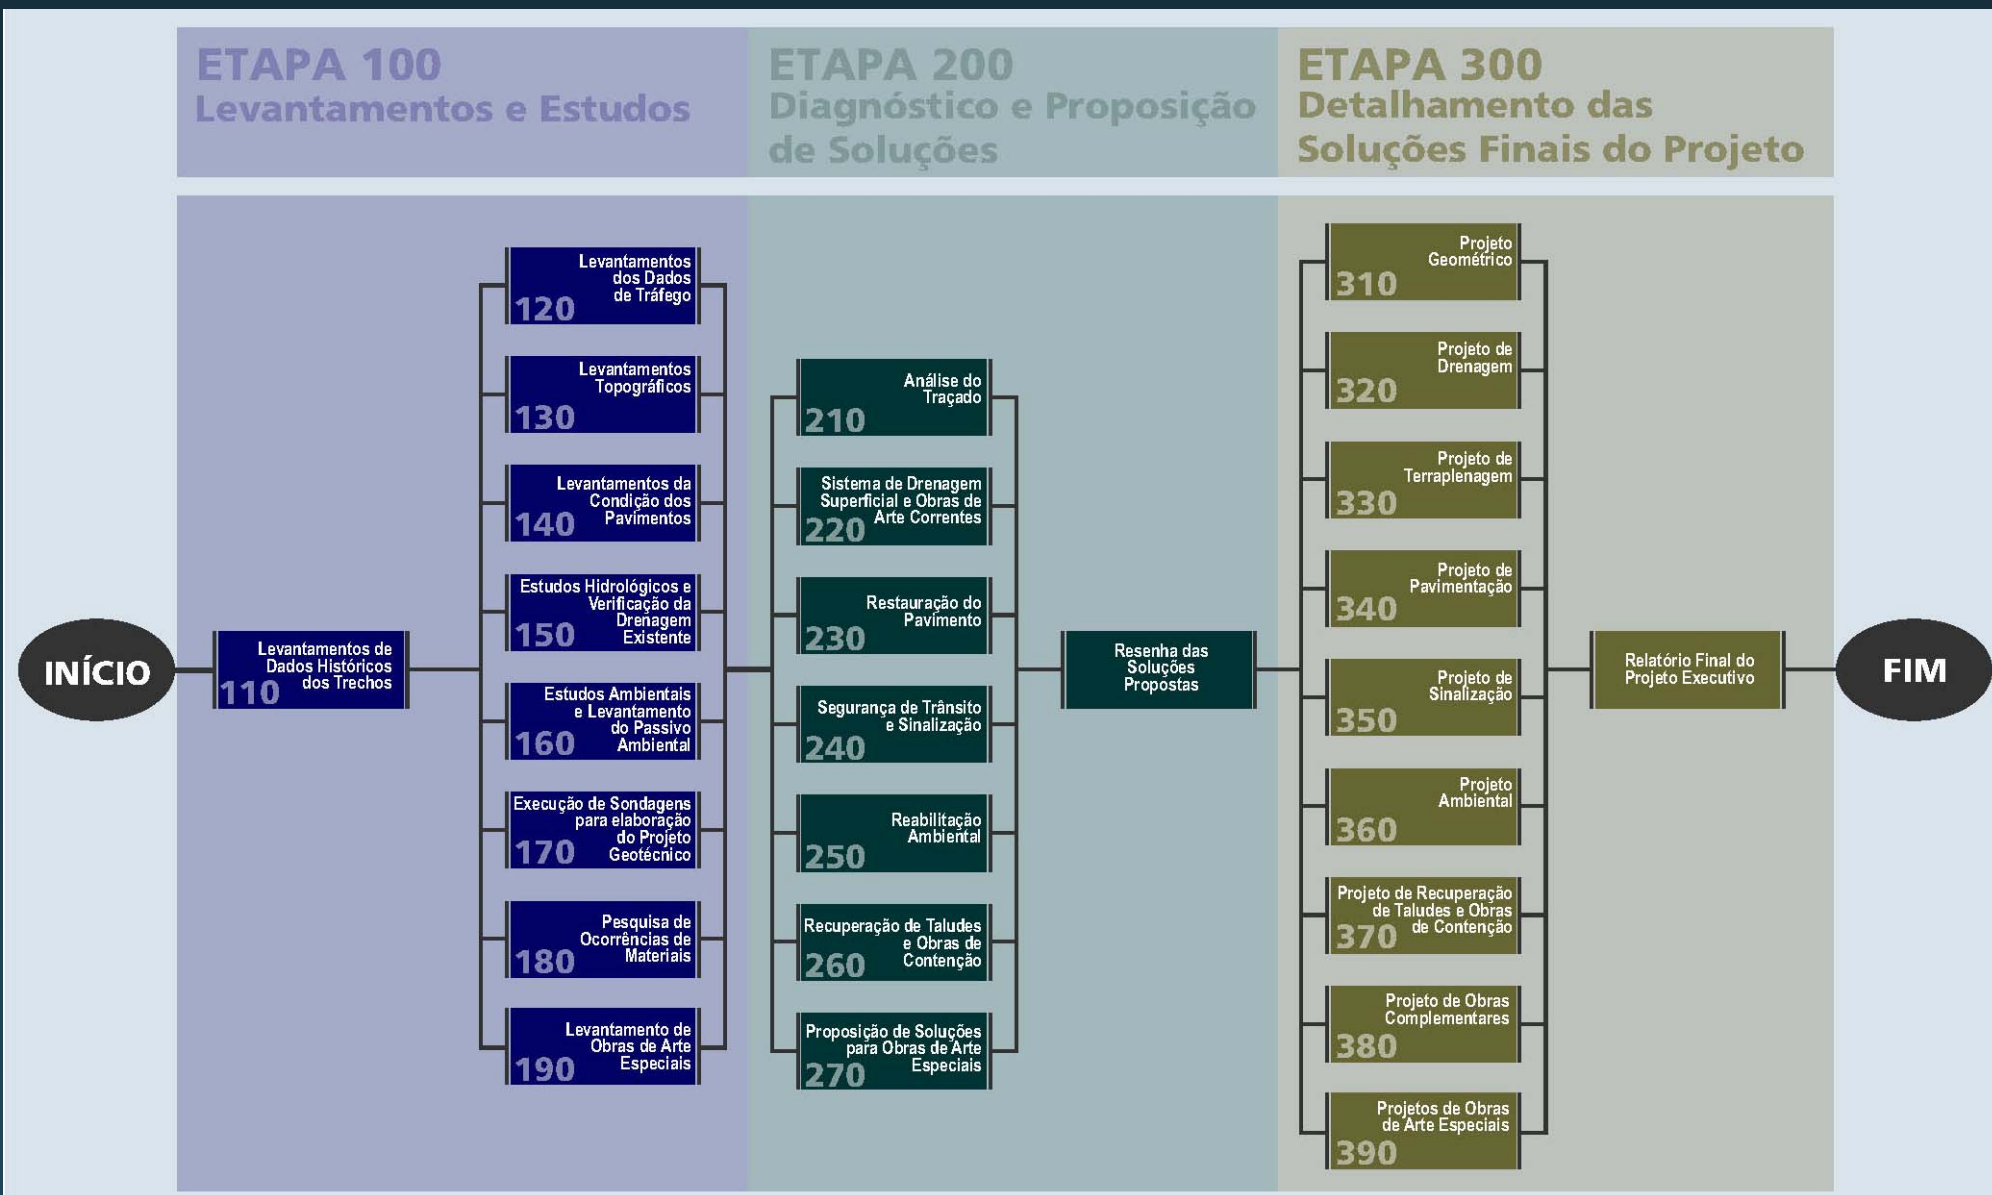 ETAPA 100
Levantamentos e Estudos
ETAPA 200
Diagnóstico e Proposição
de Soluções
ETAPA 300
Detalhamento das
Soluções Finais do Projeto
INÍCIO
Levantamentos de
Dados Históricos
dos Trechos
110
Levantamentos
dos Dados
de Tráfego
120
Levantamentos
Topográficos
130
Levantamentos da
Condição dos
Pavimentos
140
Estudos Hidrológicos e
Verificação da
Drenagem
Existente
150
Estudos Ambientais
e Levantamento
do Passivo
Ambiental
160
Execução de Sondagens
para elaboração
do Projeto
Geotécnico
170
Pesquisa de
Ocorrências de
Materiais
180
Levantamento de
Obras de Arte
Especiais
190
Análise do
Traçado
210
Sistema de Drenagem
Superficial e Obras de
Arte Correntes
220
Restauração do
Pavimento
230
Segurança de Trânsito
e Sinalização
240
Reabilitação
Ambiental
250
Recuperação de Taludes
e Obras de
Contenção
260
Proposição de Soluções
para Obras de Arte
Especiais
270
Resenha das
Soluções
Propostas
Projeto
Geométrico
310
Projeto de
Drenagem
320
Projeto de
Terraplenagem
330
Projeto de
Pavimentação
340
Projeto de
Sinalização
350
Projeto
Ambiental
360
Projeto de Recuperação
de Taludes e Obras
de Contenção
370
Projeto de Obras
Complementares
380
Projetos de Obras
de Arte Especiais
390
Relatório Final do
Projeto Executivo
FIM